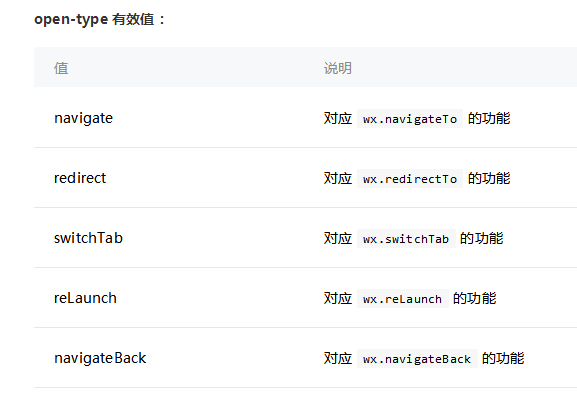 open-type 有效值：
值 说明
navigate 对应 wx.navigateTo 的功能
redirect 对应 wx.redirectTo 的功能
switchTab 对应 wx.switchTab 的功能
reLaunch 对应 wx.reLaunch 的功能
navigateBack 对应 wx.navigateBack 的功能